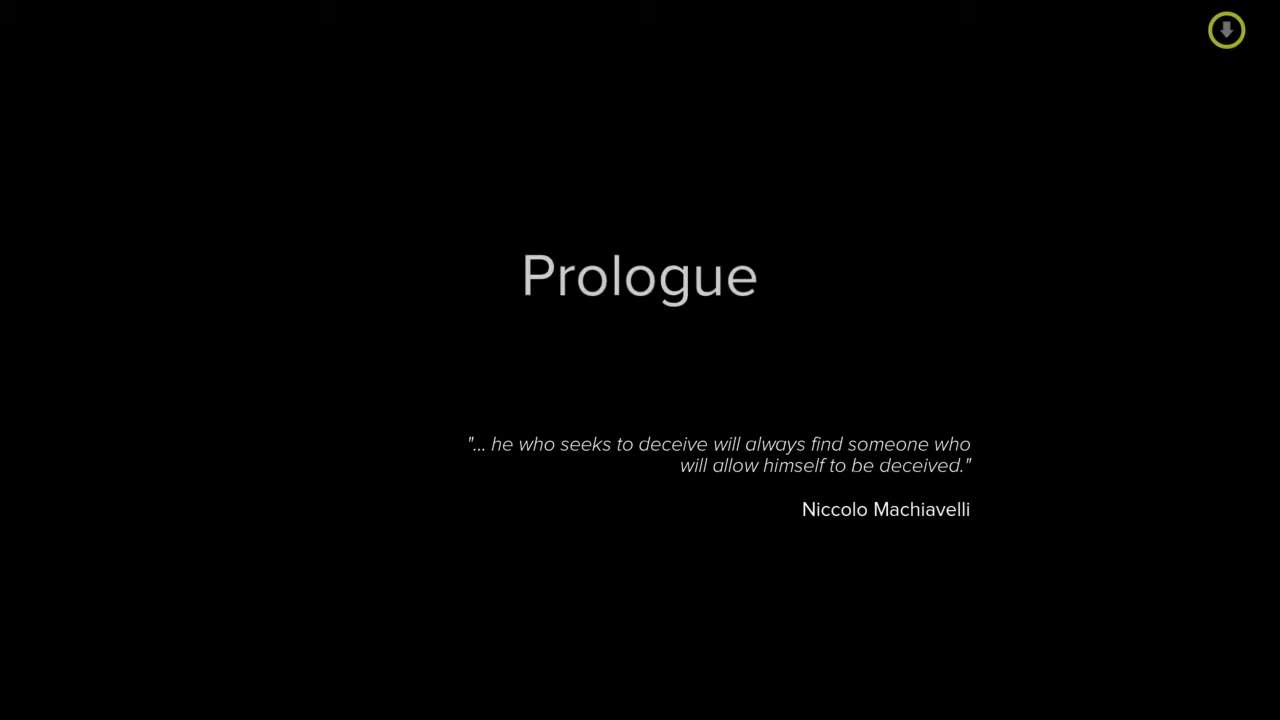 Prologue
"... he who seeks to deceive will always find someone who
will allow himself to be deceived."
Niccolo Machiavelli